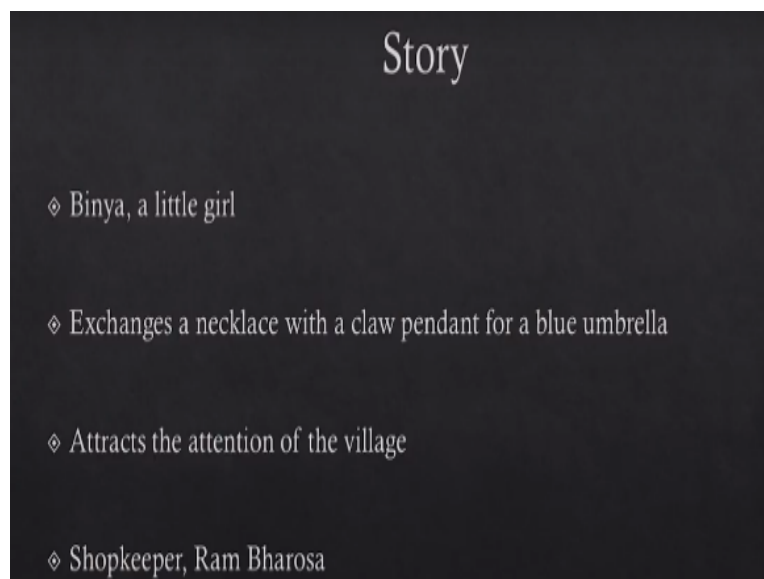 Story
Binya, a little girl
Exchanges a necklace with a claw pendant for a blue umbrella
Attracts the attention of the village
Shopkeeper, Ram Bharosa